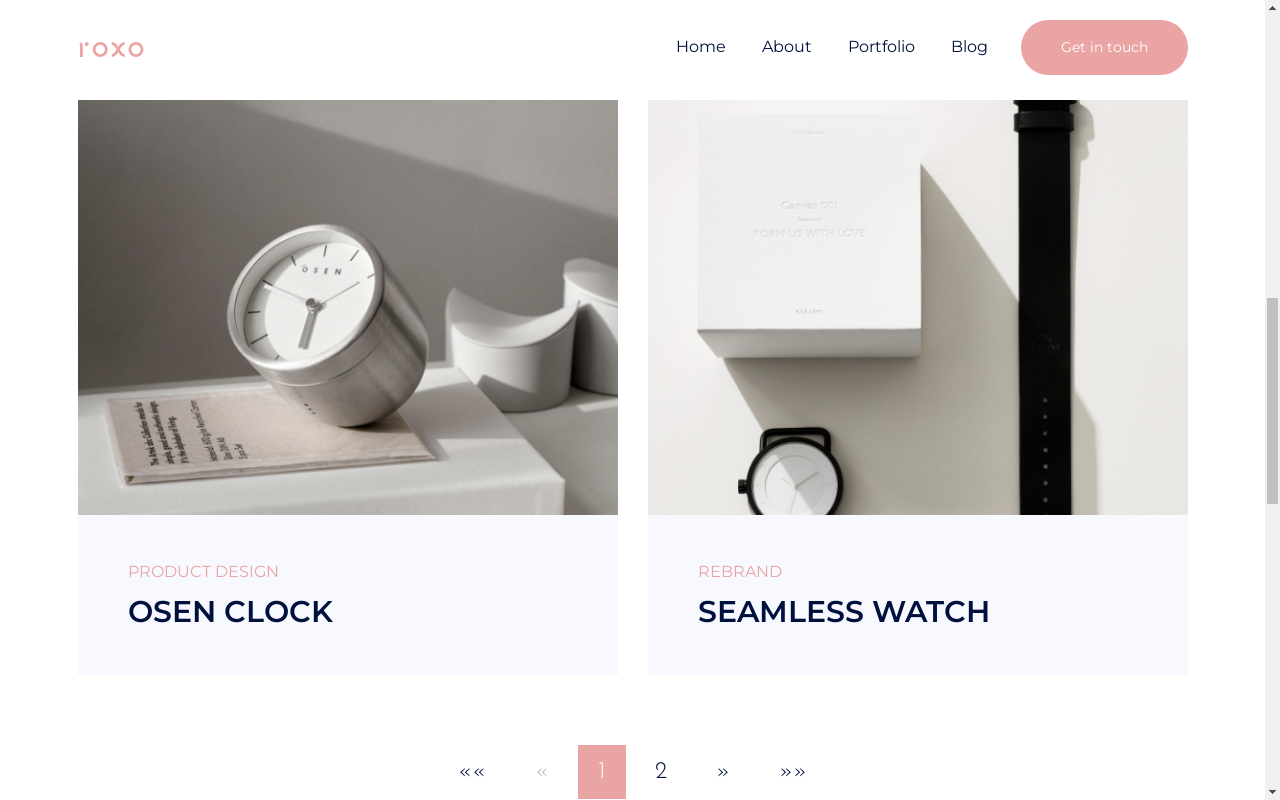 roxo
Home
About
Portfolio
Blog
Get in touch
OSEN
Canvas 001
FORM US WITH LOVE
PRODUCT DESIGN
OSEN CLOCK
REBRAND
SEAMLESS WATCH
«« « 1 2 » »»